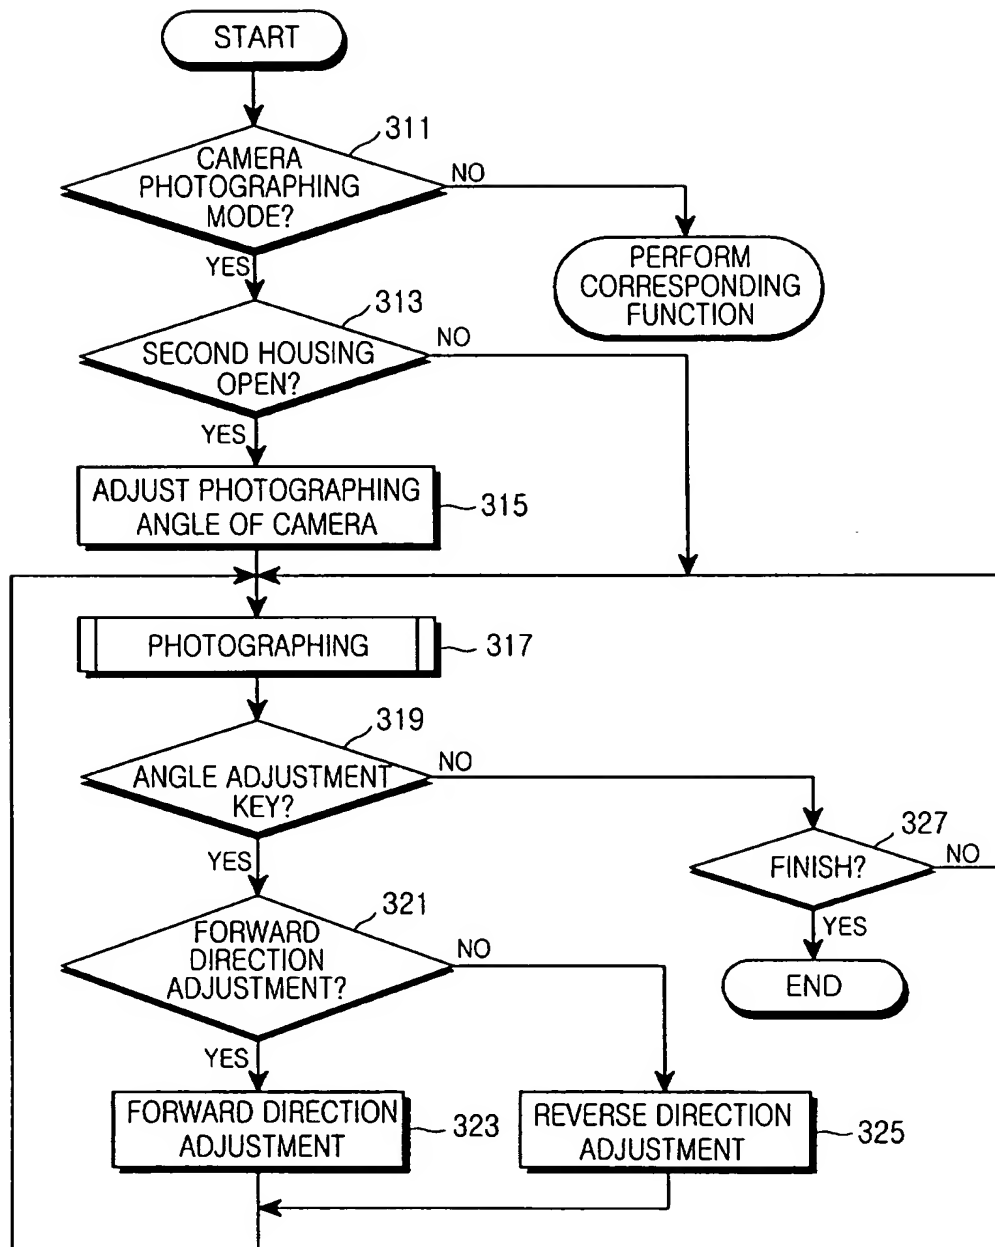 START
311
CAMERA
PHOTOGRAPHING
MODE?
NO
YES
PERFORM
CORRESPONDING
FUNCTION
313
SECOND HOUSING
OPEN?
NO
YES
ADJUST PHOTOGRAPHING
ANGLE OF CAMERA
315
PHOTOGRAPHING
317
319
ANGLE ADJUSTMENT
KEY?
NO
YES
327
FINISH?
NO
YES
END
321
FORWARD
DIRECTION
ADJUSTMENT?
NO
YES
FORWARD DIRECTION
ADJUSTMENT
323
REVERSE DIRECTION
ADJUSTMENT
325